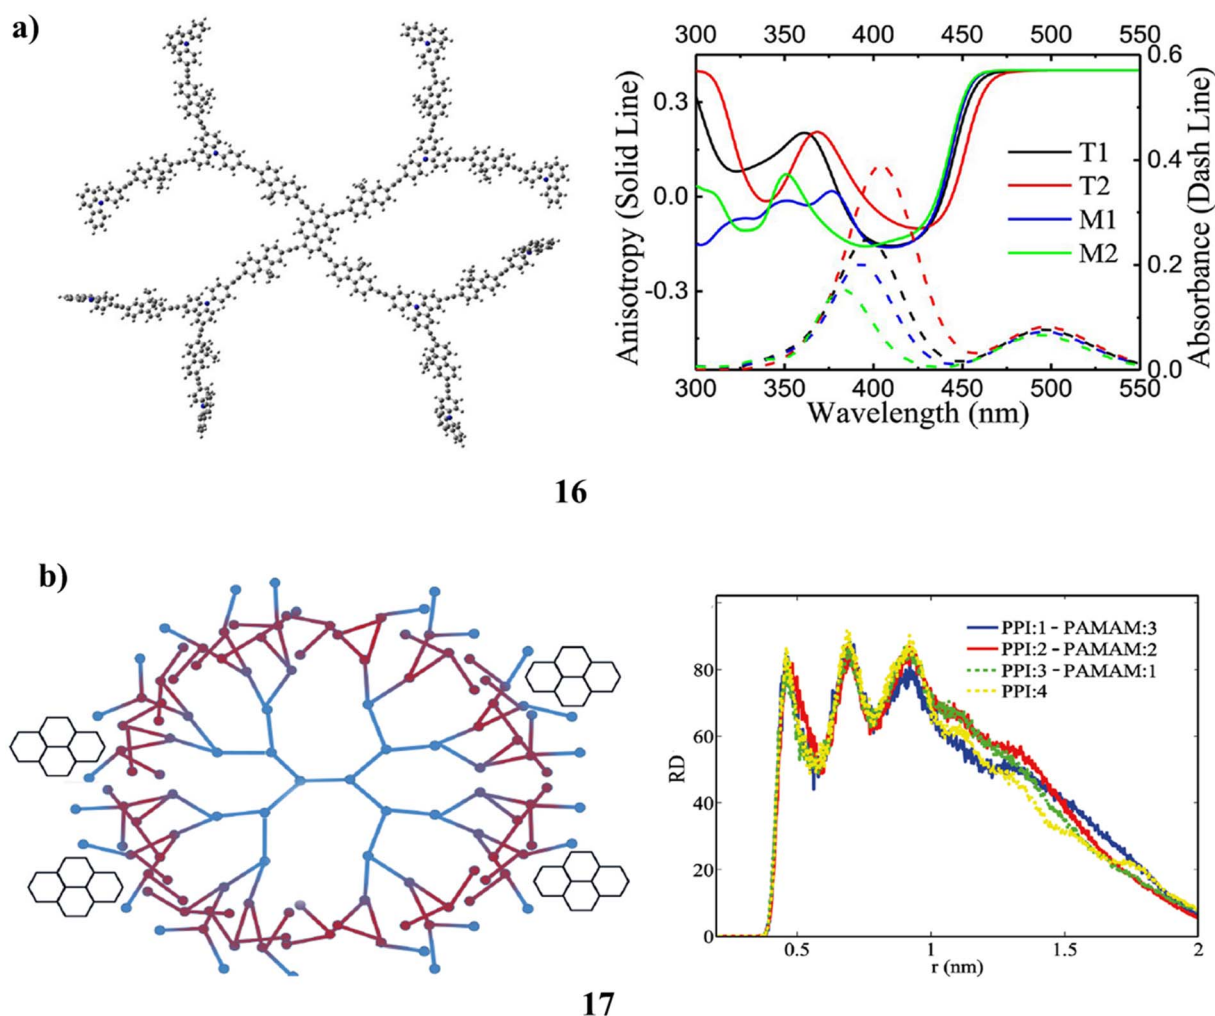 a)
300 350 400 450 500 550
Anisotropy (Solid Line)
0.3
0.0
-0.3
T1
T2
M1
M2
0.6
0.4
0.2
0.0
Absorbance (Dash Line)
300 350 400 450 500 550
Wavelength (nm)
16
b)
RD
80
60
40
20
0
PPI:1 - PAMAM:3
PPI:2 - PAMAM:2
PPI:3 - PAMAM:1
PPI:4
0.5 1 1.5 2
r (nm)
17